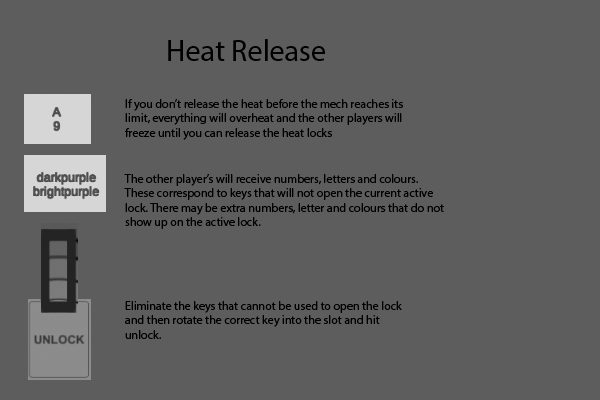 Heat Release
A
9
If you don't release the heat before the mech reaches its
limit, everything will overheat and the other players will
freeze until you can release the heat locks
darkpurple
brightpurple
The other player's will receive numbers, letters and colours.
These correspond to keys that will not open the current active
lock. There may be extra numbers, letter and colours that do not
show up on the active lock.
Eliminate the keys that cannot be used to open the lock
and then rotate the correct key into the slot and hit
unlock.
UNLOCK